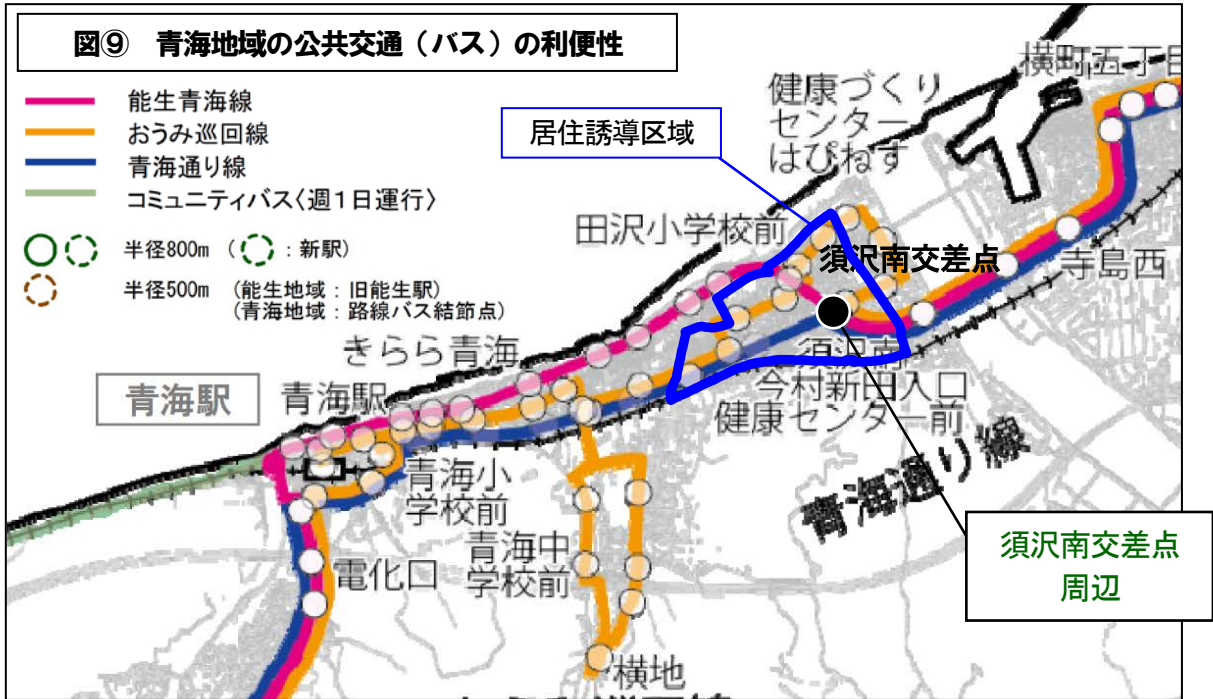 図⑨ 青海地域の公共交通（バス）の利便性
能生青海線
おうみ巡回線
青海通り線
コミュニティバス〈週1日運行〉
半径800m （ ：新駅）
半径500m （能生地域：旧能生駅）
（青海地域：路線バス結節点）
居住誘導区域
健康づくり
センター
はぴねす
横町五丁目
田沢小学校前
須沢南交差点
寺島西
きらら青海
須沢南
今村新田入口
健康センター前
青海駅
青海駅
青海小
学校前
青海通り線
電化口
青海中
学校前
須沢南交差点
周辺
横地